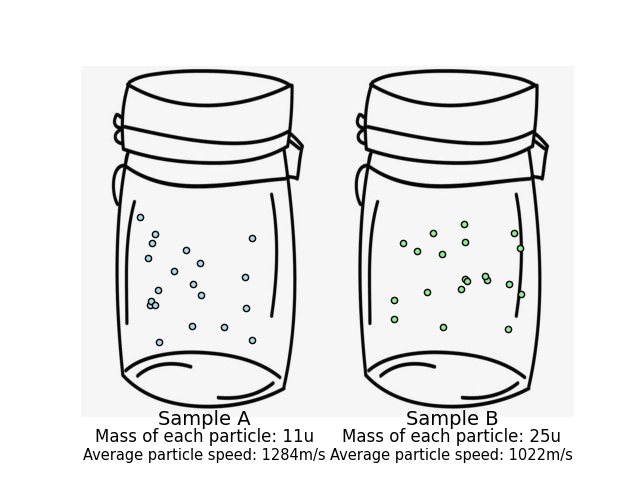 Sample A
Mass of each particle: 11u
Average particle speed: 1284m/s
Sample B
Mass of each particle: 25u
Average particle speed: 1022m/s